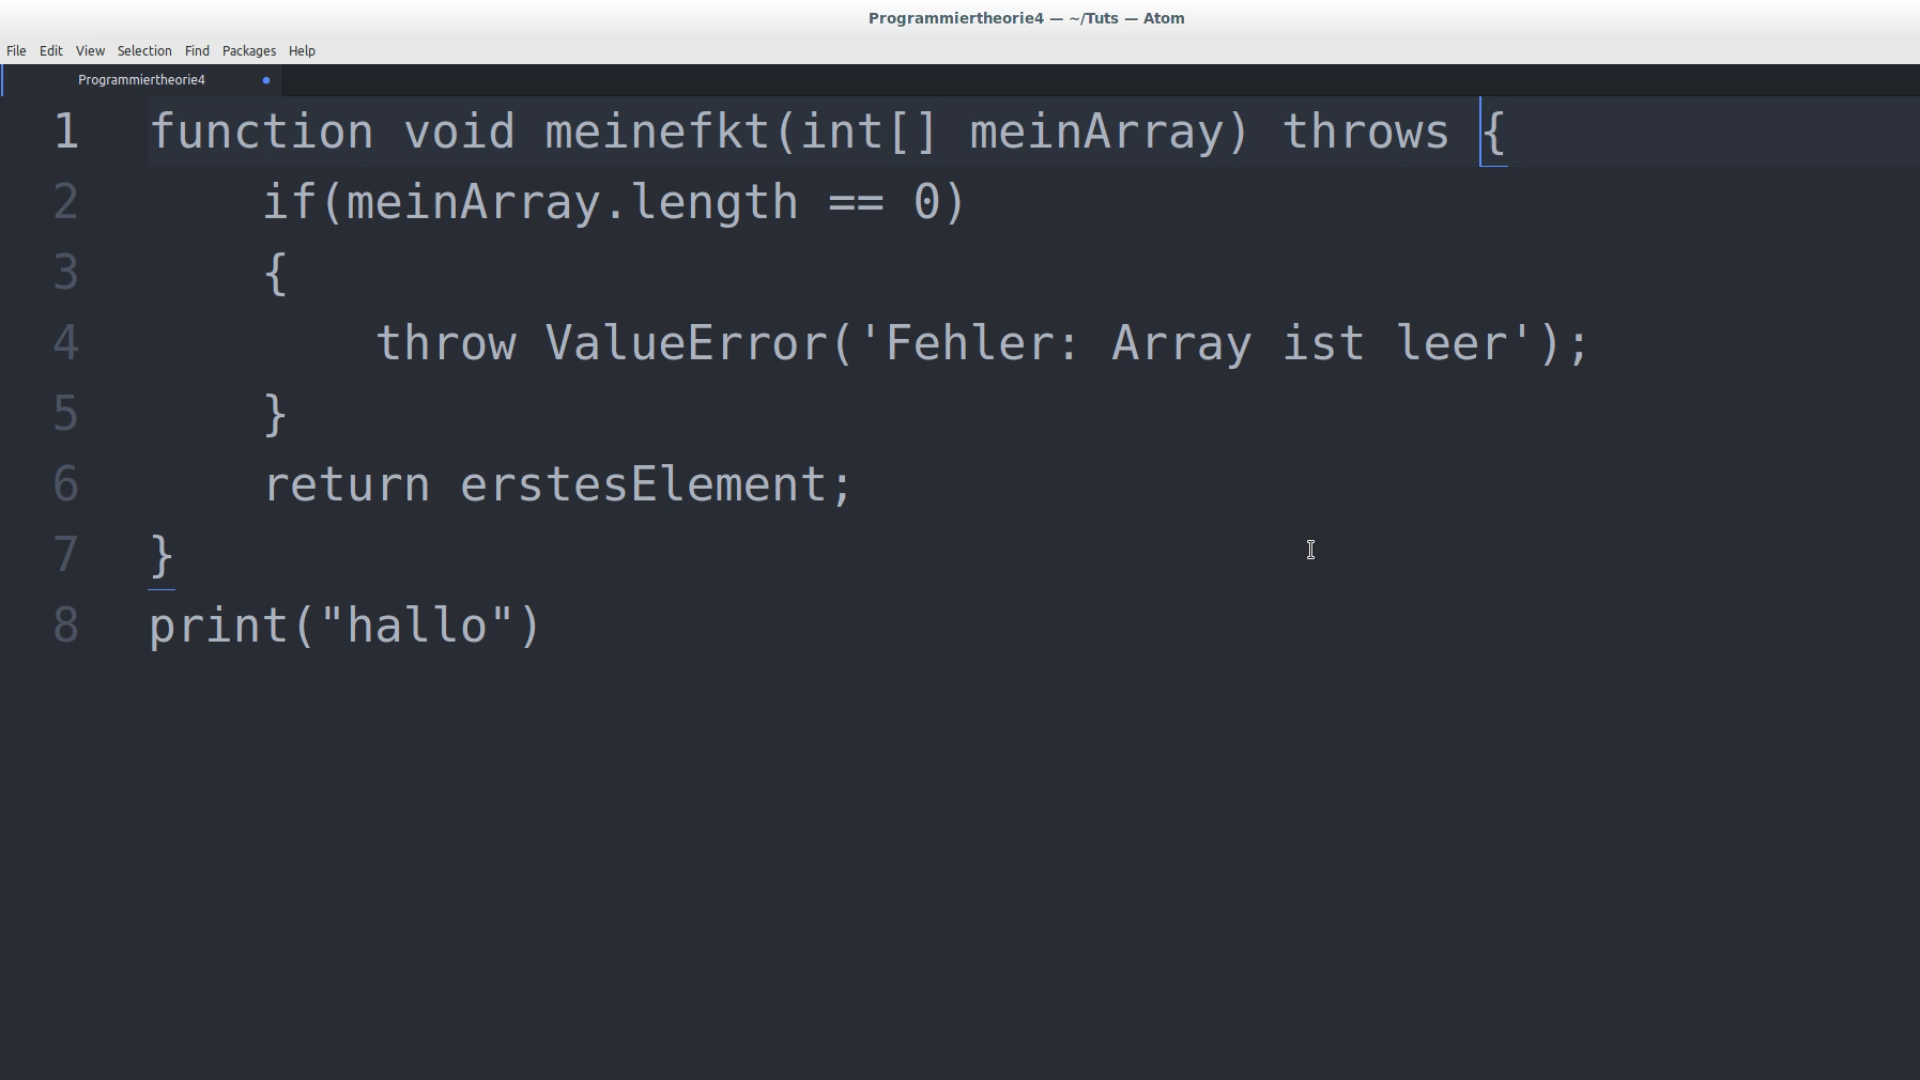 Programmiertheorie4 — ~/Tuts — Atom
File Edit View Selection Find Packages Help
Programmiertheorie4
1 function void meinefkt(int[] meinArray) throws {
2 if(meinArray.length == 0)
3 {
4 throw ValueError('Fehler: Array ist leer');
5 }
6 return erstesElement;
7 }
8 print("hallo")